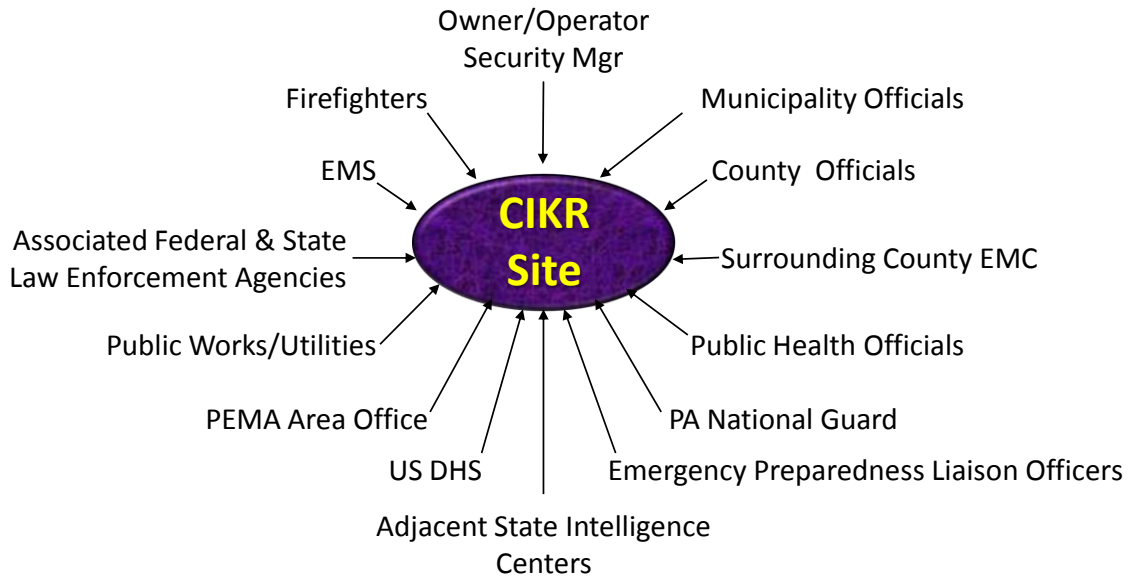 Owner/Operator
Security Mgr
Firefighters
Municipality Officials
EMS
County Officials
CIKR
Site
Associated Federal & State
Law Enforcement Agencies
Surrounding County EMC
Public Works/Utilities
Public Health Officials
PEMA Area Office
PA National Guard
US DHS
Emergency Preparedness Liaison Officers
Adjacent State Intelligence
Centers